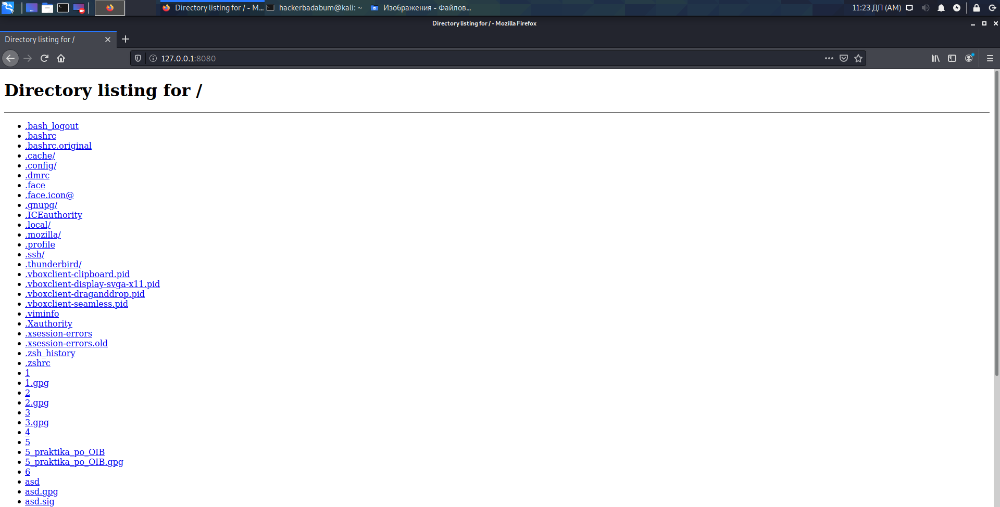 Directory listing for / - M...
hackerbadabum@kali: ~
Изображения - Файлов...
11:23 ДП (AM)
Directory listing for / - Mozilla Firefox
Directory listing for /
127.0.0.1:8080
Directory listing for /
.bash_logout
.bashrc
.bashrc.original
.cache/
.config/
.dmrc
.face
.face.icon@
.gnupg/
.ICEauthority
.local/
.mozilla/
.profile
.ssh/
.thunderbird/
.vboxclient-clipboard.pid
.vboxclient-display-svga-x11.pid
.vboxclient-draganddrop.pid
.vboxclient-seamless.pid
.viminfo
.Xauthority
.xsession-errors
.xsession-errors.old
.zsh_history
.zshrc
1
1.gpg
2
2.gpg
3
3.gpg
4
5
5_praktika_po_OIB
5_praktika_po_OIB.gpg
6
asd
asd.gpg
asd.sig